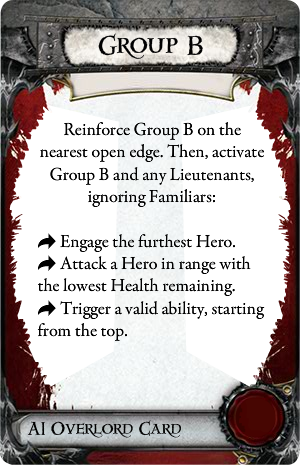 Group B
Reinforce Group B on the
nearest open edge. Then, activate
Group B and any Lieutenants,
ignoring Familiars:
➦ Engage the furthest Hero.
➦ Attack a Hero in range with
the lowest Health remaining.
➦ Trigger a valid ability, starting
from the top.
AI Overlord Card